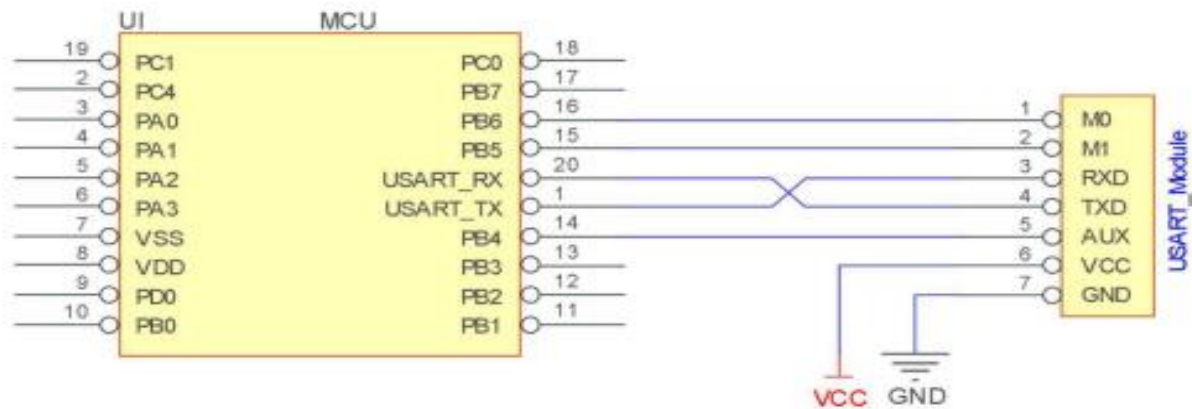 UI MCU
19 PC1 PC0 18
2 PC4 PB7 17
3 PA0 PB6 16 1 M0
4 PA1 PB5 15 2 M1
5 PA2 USART_RX 20 3 RXD
6 PA3 USART_TX 1 4 TXD
7 VSS PB4 14 5 AUX
8 VDD PB3 13 6 VCC
9 PD0 PB2 12 7 GND
10 PB0 PB1 11
USART_Module
VCC GND